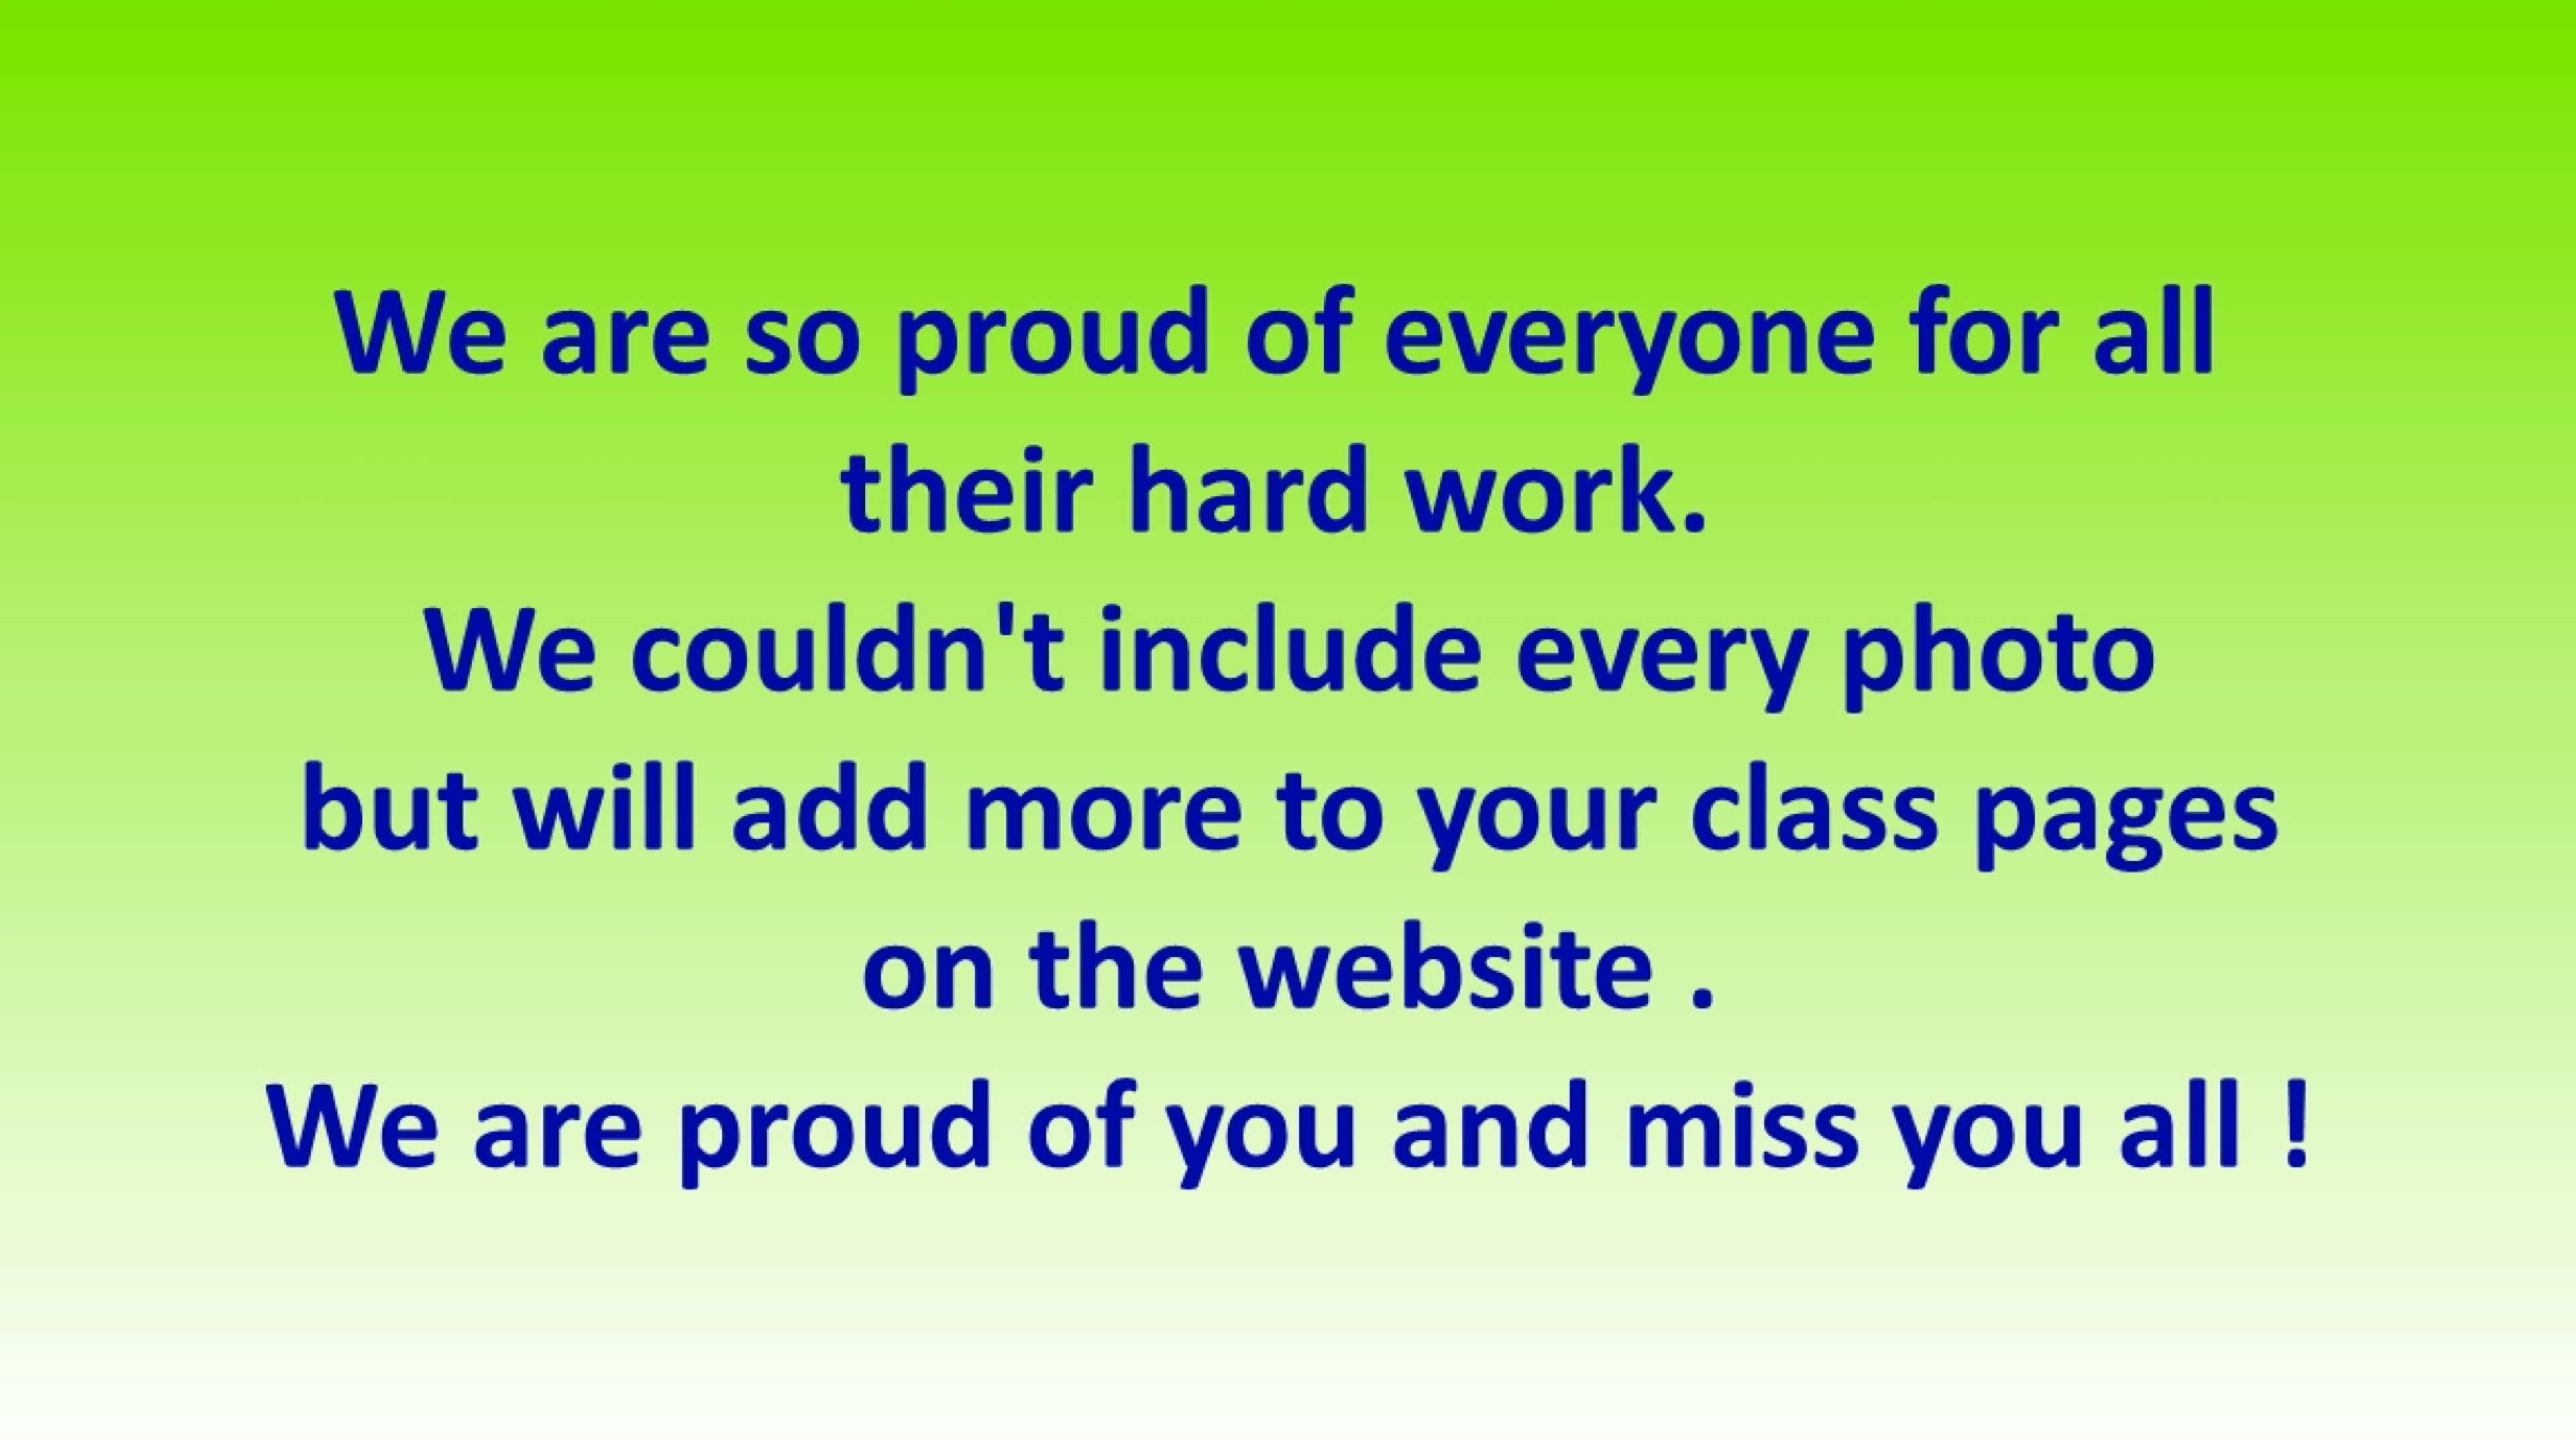 We are so proud of everyone for all
their hard work.
We couldn't include every photo
but will add more to your class pages
on the website .
We are proud of you and miss you all !